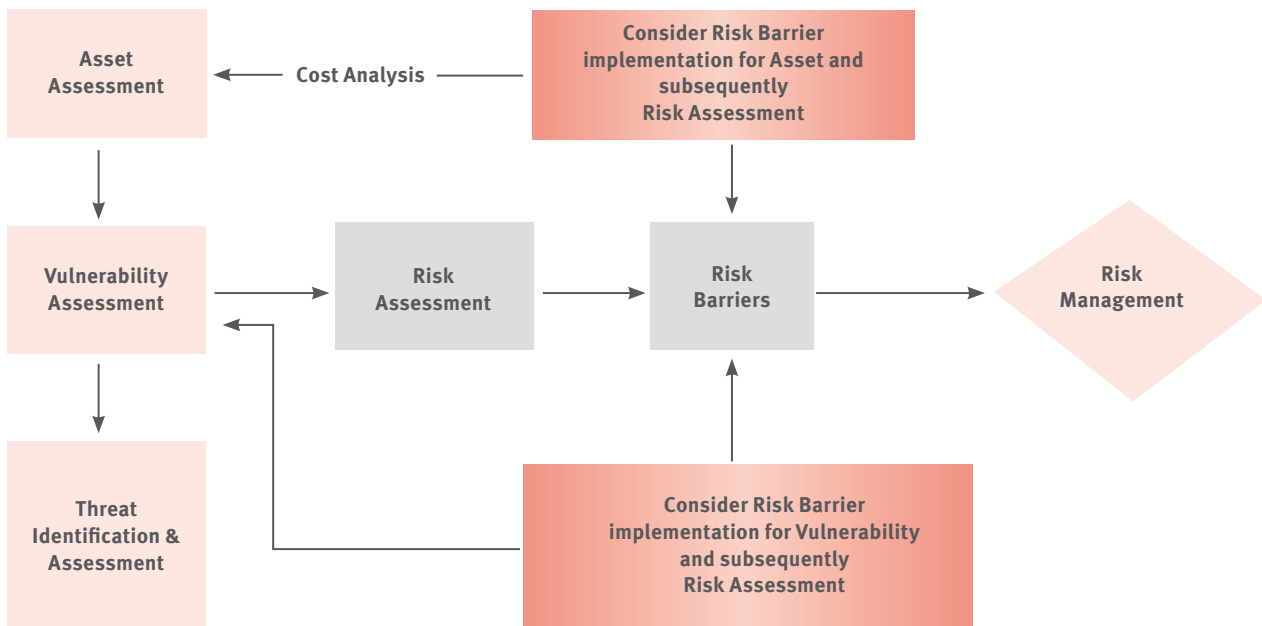 Asset
Assessment
Cost Analysis
Consider Risk Barrier
implementation for Asset and
subsequently
Risk Assessment
Vulnerability
Assessment
Risk
Assessment
Risk
Barriers
Risk
Management
Threat
Identification &
Assessment
Consider Risk Barrier
implementation for Vulnerability
and subsequently
Risk Assessment